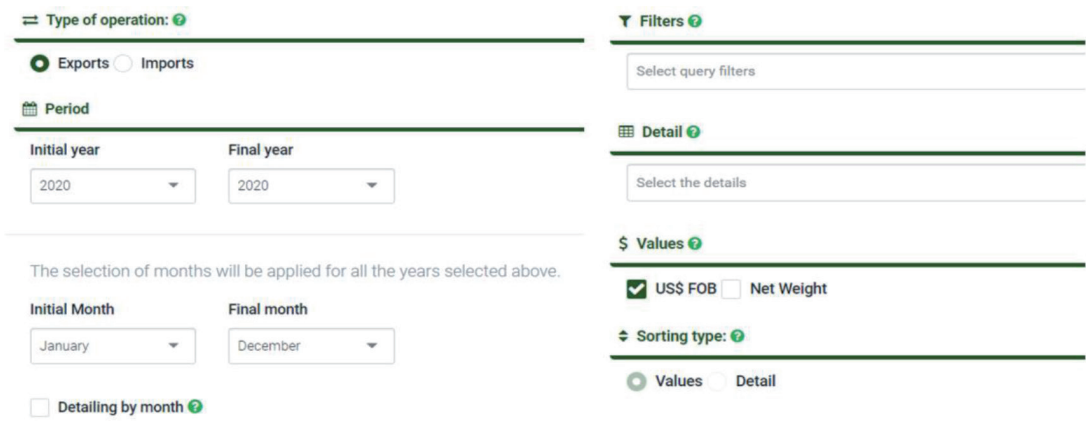 Type of operation: ?
Exports Imports
Period
Initial year Final year
2020 2020
The selection of months will be applied for all the years selected above.
Initial Month Final month
January December
Detailing by month ?
Filters ?
Select query filters
Detail ?
Select the details
$ Values ?
US$ FOB Net Weight
Sorting type: ?
Values Detail